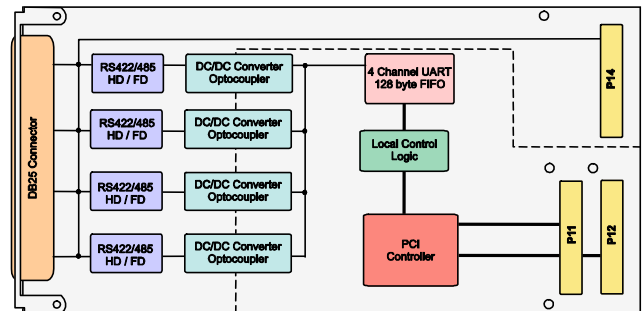 DB25 Connector
RS422/485
HD / FD
DC/DC Converter
Optocoupler
4 Channel UART
128 byte FIFO
P14
RS422/485
HD / FD
DC/DC Converter
Optocoupler
Local Control
Logic
RS422/485
HD / FD
DC/DC Converter
Optocoupler
RS422/485
HD / FD
DC/DC Converter
Optocoupler
PCI
Controller
P11
P12